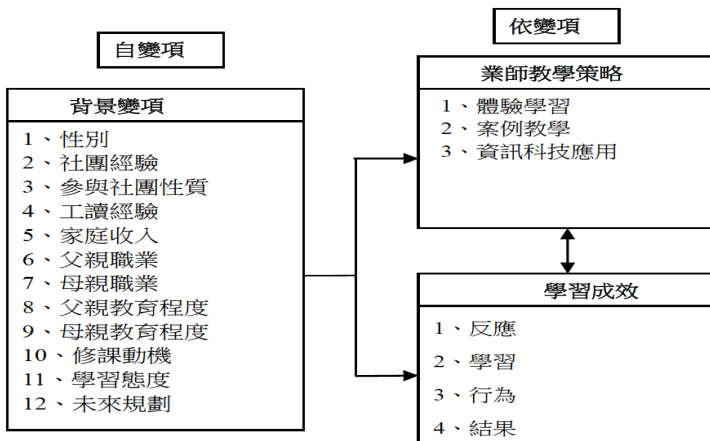 自變項
背景變項
1、性別
2、社團經驗
3、參與社團性質
4、工讀經驗
5、家庭收入
6、父親職業
7、母親職業
8、父親教育程度
9、母親教育程度
10、修課動機
11、學習態度
12、未來規劃
依變項
業師教學策略
1、體驗學習
2、案例教學
3、資訊科技應用
學習成效
1、反應
2、學習
3、行為
4、結果